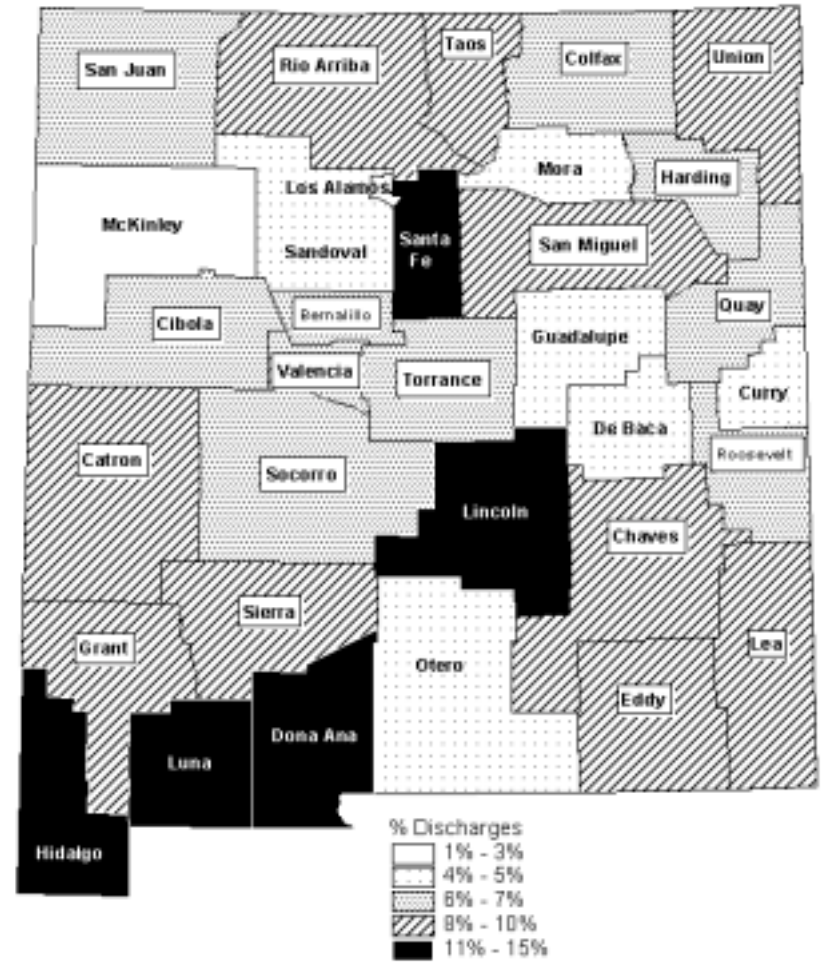 Taos
Colfax
Union
San Juan
Rio Arriba
Mora
Harding
Los Alamos
McKinley
Santa
Fe
San Miguel
Sandoval
Quay
Bernalillo
Cibola
Guadalupe
Valencia
Torrance
Curry
De Baca
Catron
Socorro
Roosevelt
Lincoln
Chaves
Sierra
Grant
Otero
Lea
Eddy
Dona Ana
Luna
Hidalgo
% Discharges
1% - 3%
4% - 5%
6% - 7%
8% - 10%
11% - 15%